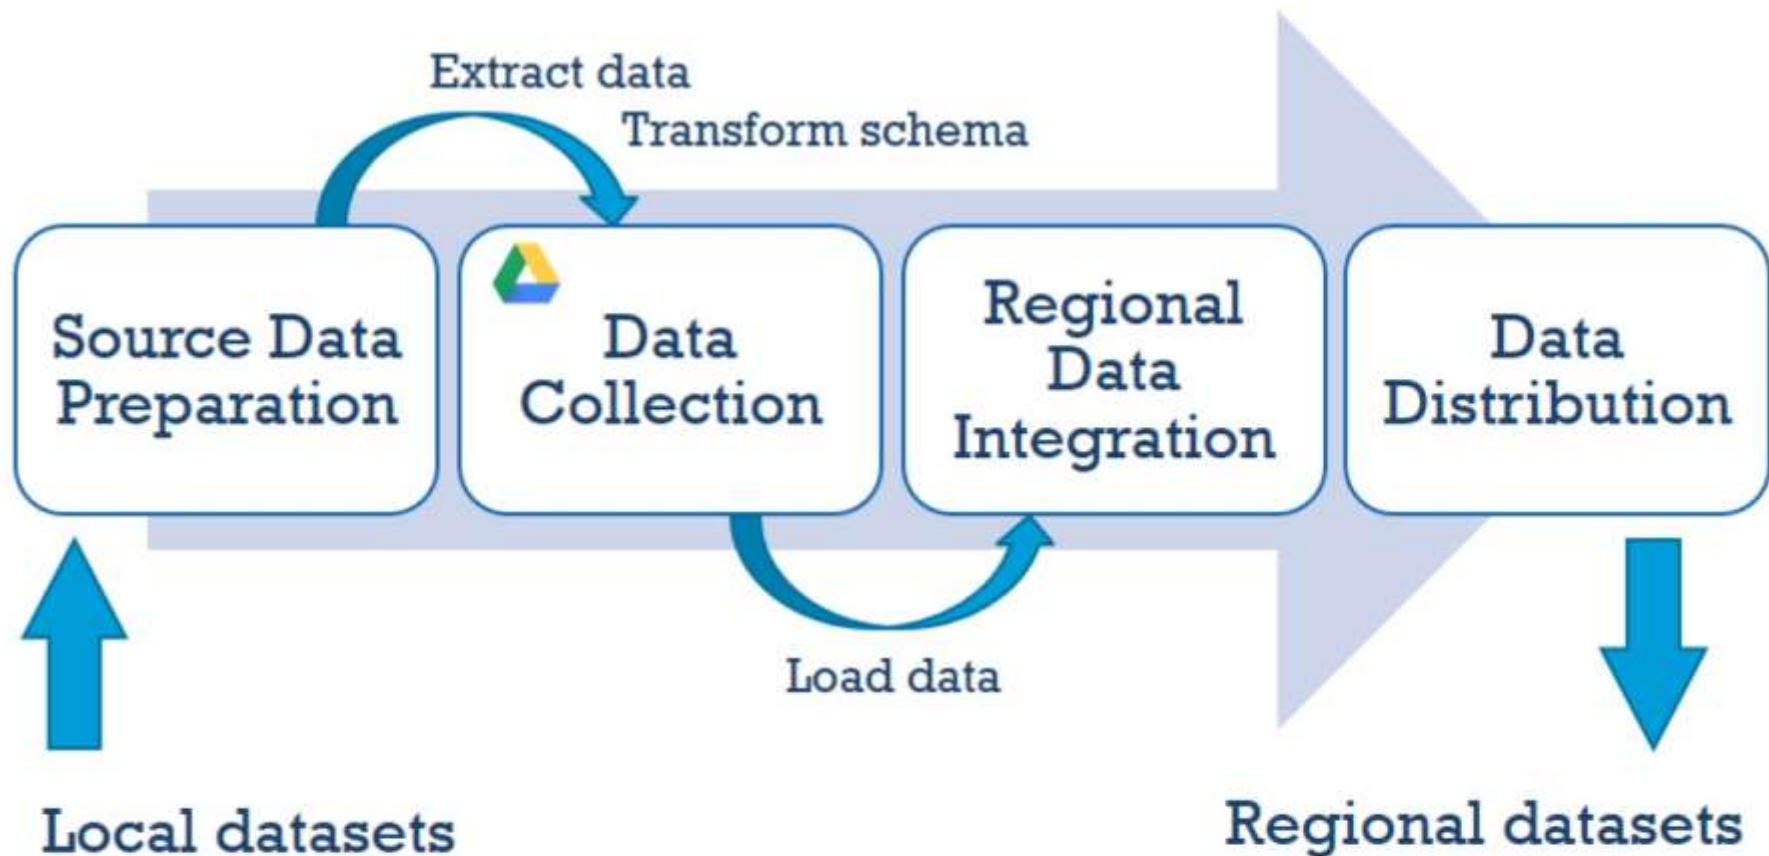 Extract data
Transform schema
Source Data
Preparation
Data
Collection
Regional
Data
Integration
Data
Distribution
Load data
Local datasets
Regional datasets